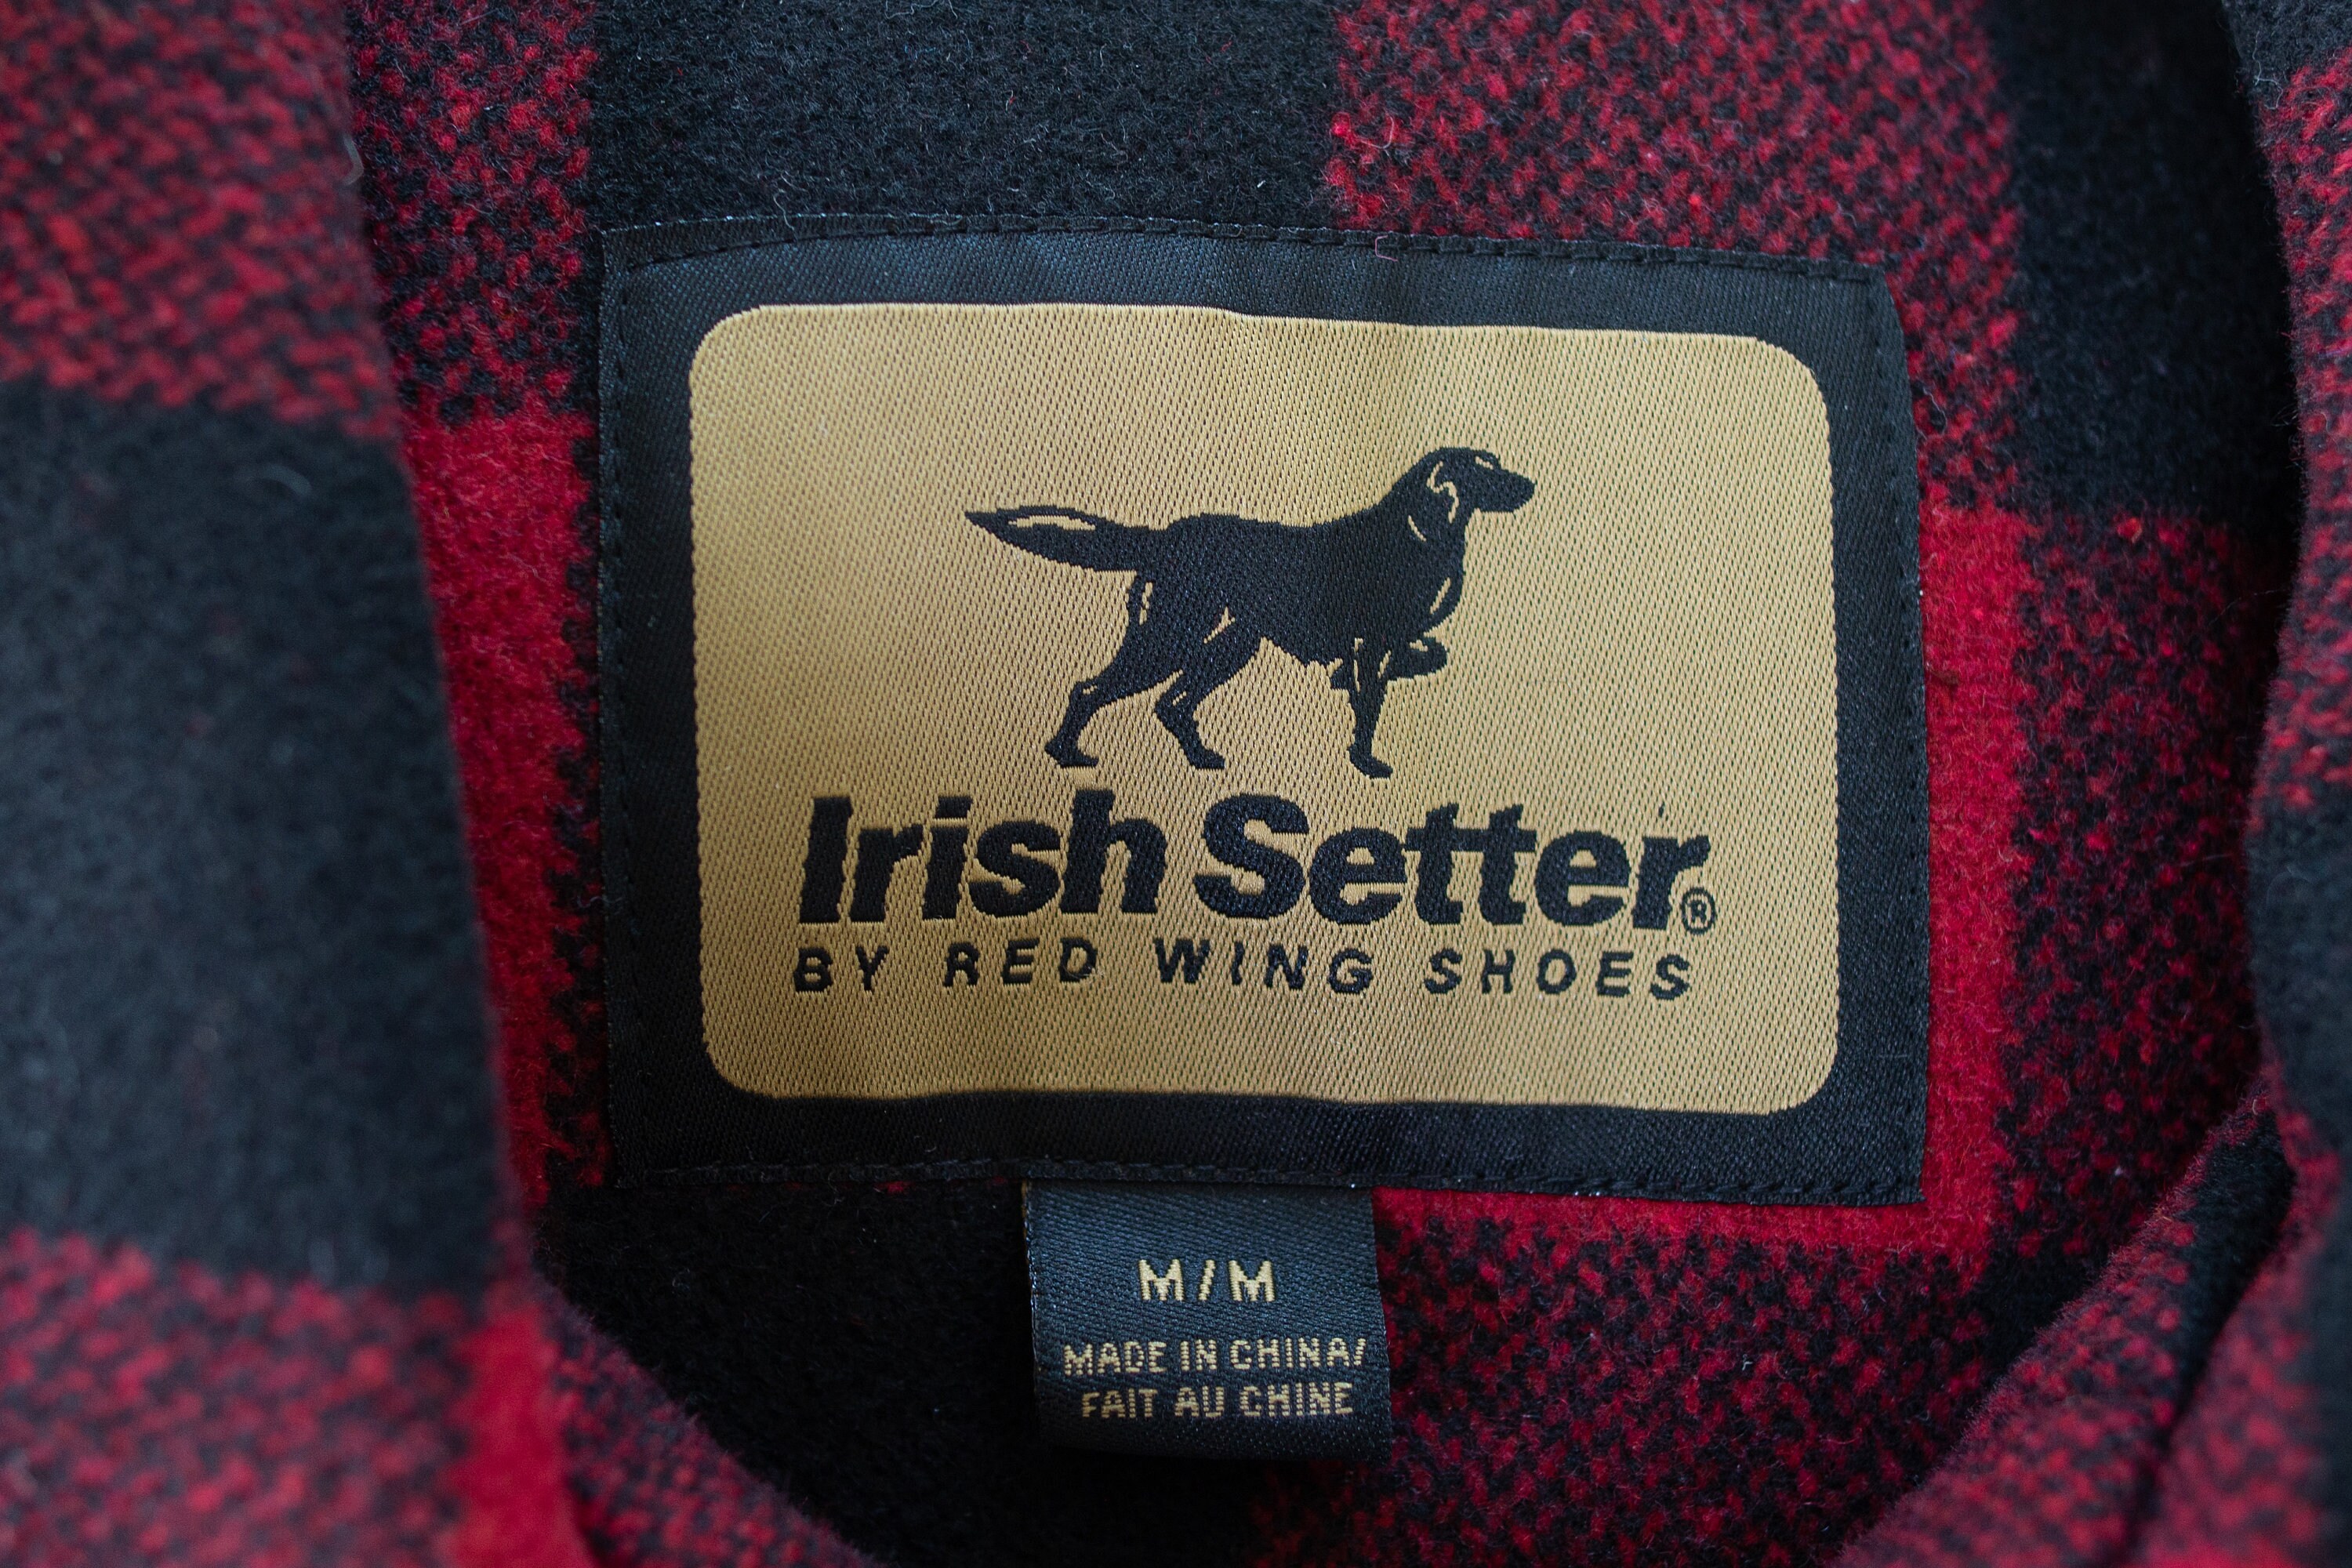 Irish Setter®
BY RED WING SHOES
M/M
MADE IN CHINA/
FAIT AU CHINE